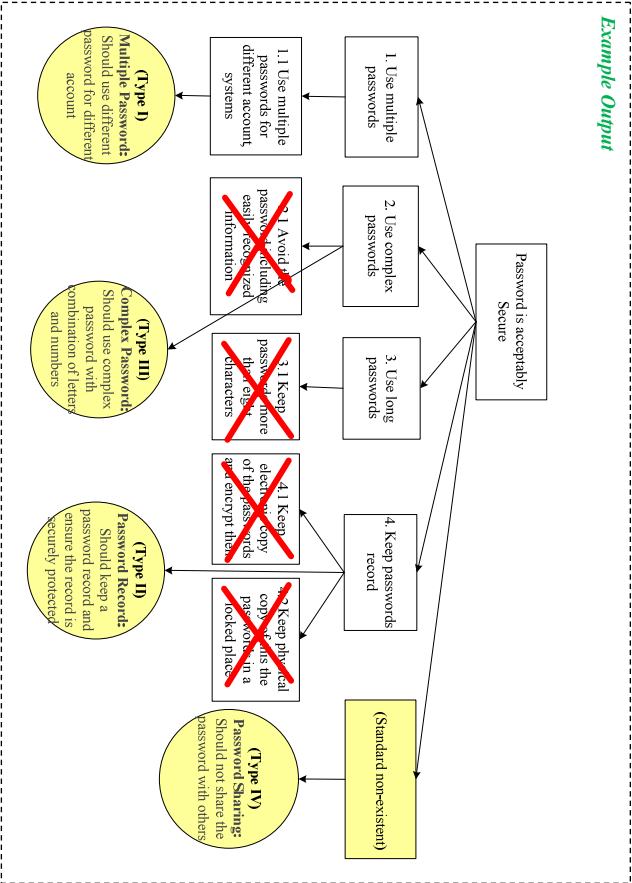 Example Output
Password is acceptably
Secure
1. Use multiple
passwords
2. Use complex
passwords
3. Use long
passwords
4. Keep passwords
record
(Standard non-existent)
1.1 Use multiple
passwords for
different account,
systems
2.1 Avoid the
password including
easily recognized
information
3.1 Keep
passwords more
than eight
characters
4.1 Keep
electronic copy
of the passwords
and encrypt them
4.2 Keep physical
copy of this the
passwords in a
locked place
(Type I)
Multiple Password:
Should use different
password for different
account
(Type III)
Complex Password:
Should use complex
password with
combination of letters
and numbers
(Type II)
Password Record:
Should keep a
password record and
ensure the record is
securely protected
(Type IV)
Password Sharing:
Should not share the
password with others